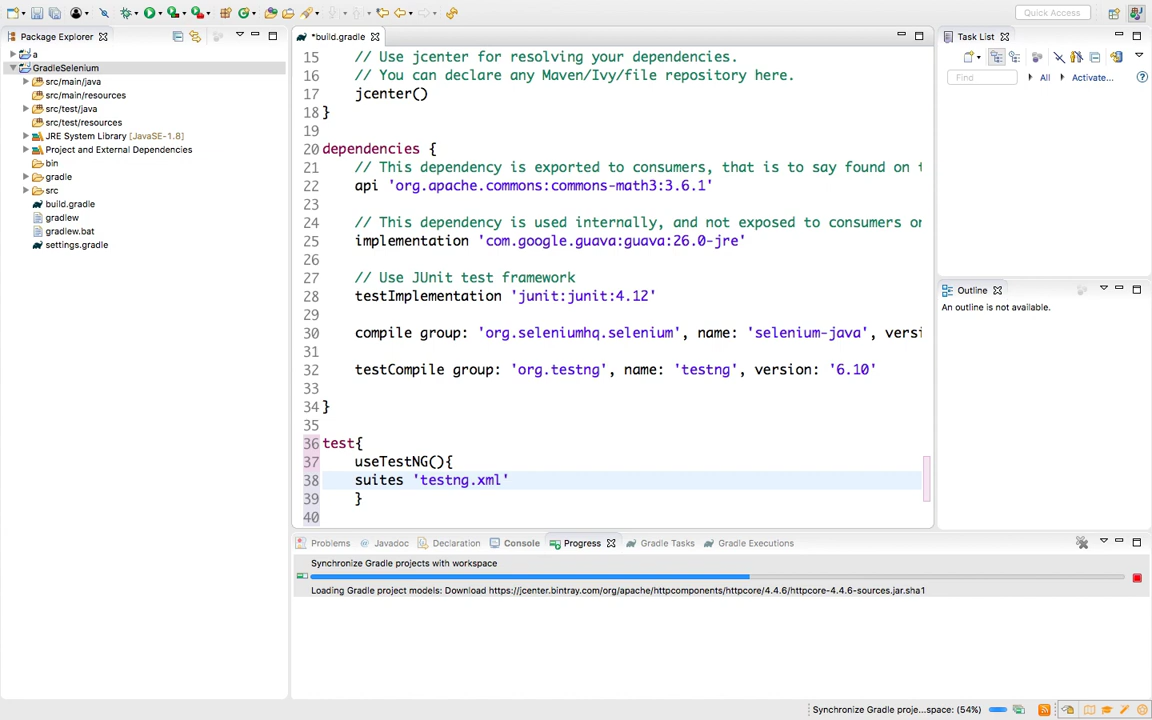 Quick Access
Package Explorer
a
GradleSelenium
src/main/java
src/main/resources
src/test/java
src/test/resources
JRE System Library [JavaSE-1.8]
Project and External Dependencies
bin
gradle
src
build.gradle
gradlew
gradlew.bat
settings.gradle
*build.gradle
15 // Use jcenter for resolving your dependencies.
16 // You can declare any Maven/Ivy/file repository here.
17 jcenter()
18 }
19
20 dependencies {
21 // This dependency is exported to consumers, that is to say found on t
22 api 'org.apache.commons:commons-math3:3.6.1'
23
24 // This dependency is used internally, and not exposed to consumers on
25 implementation 'com.google.guava:guava:26.0-jre'
26
27 // Use JUnit test framework
28 testImplementation 'junit:junit:4.12'
29
30 compile group: 'org.seleniumhq.selenium', name: 'selenium-java', versi
31
32 testCompile group: 'org.testng', name: 'testng', version: '6.10'
33
34 }
35
36 test{
37 useTestNG(){
38 suites 'testng.xml'
39 }
40
Task List
Find
All
Activate...
Outline
An outline is not available.
Problems
Javadoc
Declaration
Console
Progress
Gradle Tasks
Gradle Executions
Synchronize Gradle projects with workspace
Loading Gradle project models: Download https://jcenter.bintray.com/org/apache/httpcomponents/httpcore/4.4.6/httpcore-4.4.6-sources.jar.sha1
Synchronize Gradle proje...space: (54%)